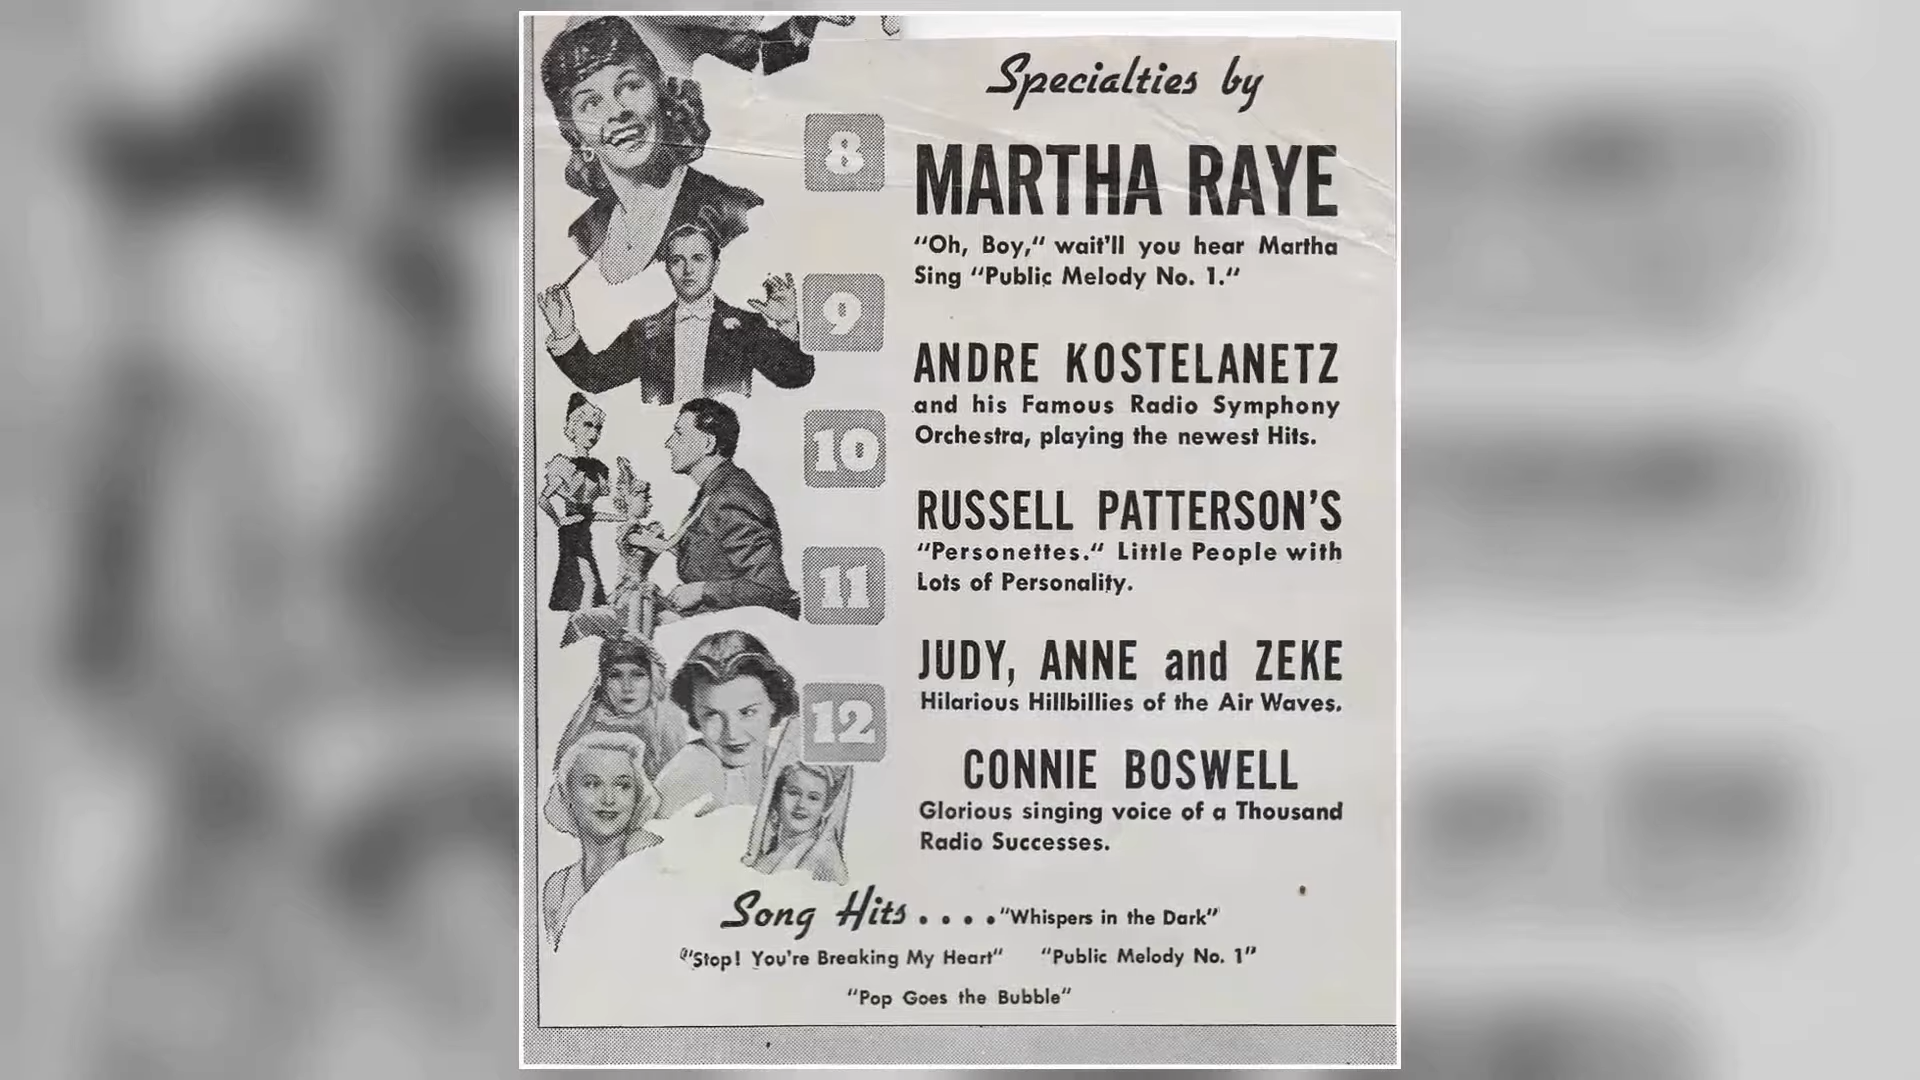 Specialties by
8
MARTHA RAYE
"Oh, Boy," wait'll you hear Martha
Sing "Public Melody No. 1."
9
ANDRE KOSTELANETZ
and his Famous Radio Symphony
Orchestra, playing the newest Hits.
10
RUSSELL PATTERSON'S
"Personettes." Little People with
Lots of Personality.
11
JUDY, ANNE and ZEKE
Hilarious Hillbillies of the Air Waves.
12
CONNIE BOSWELL
Glorious singing voice of a Thousand
Radio Successes.
Song Hits . . . . "Whispers in the Dark"
"Stop! You're Breaking My Heart" "Public Melody No. 1"
"Pop Goes the Bubble"